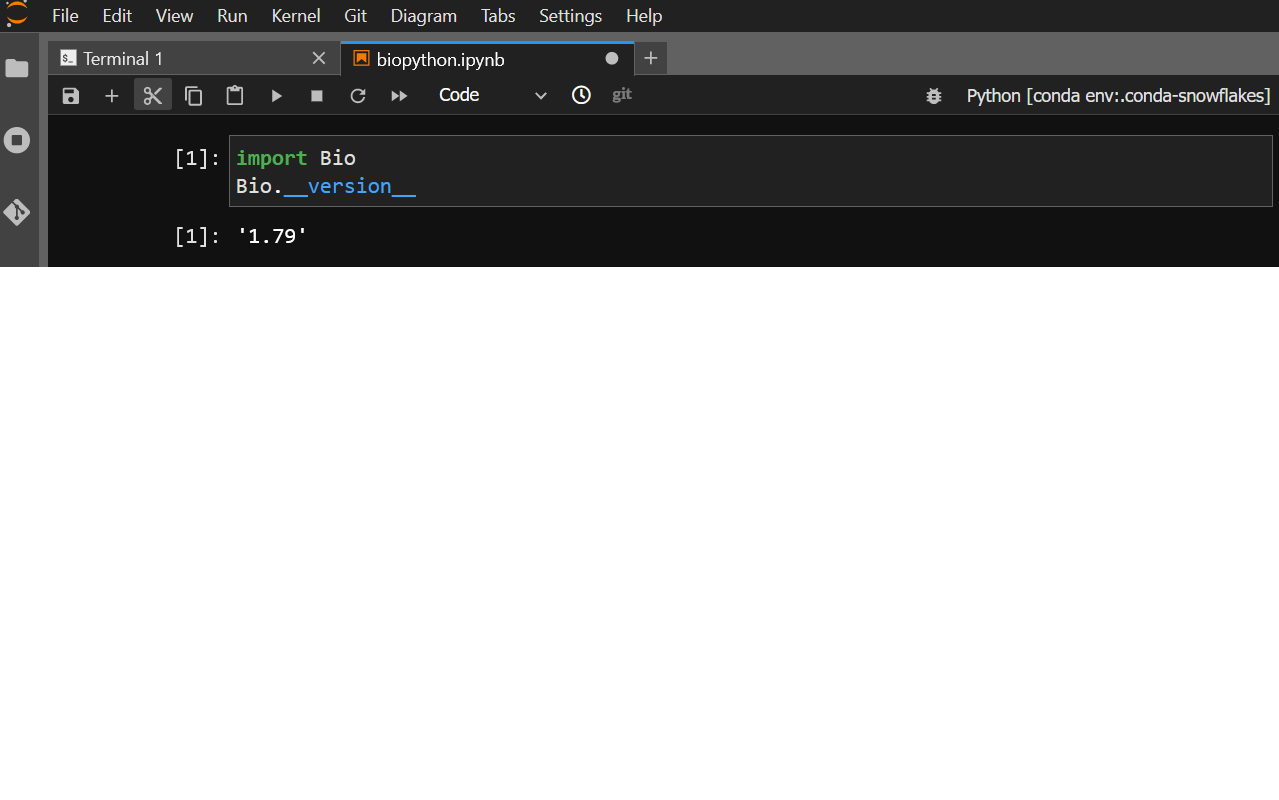 File Edit View Run Kernel Git Diagram Tabs Settings Help
$_ Terminal 1 biopython.ipynb
Code git Python [conda env:.conda-snowflakes]
[1]: import Bio
Bio.__version__
[1]: '1.79'